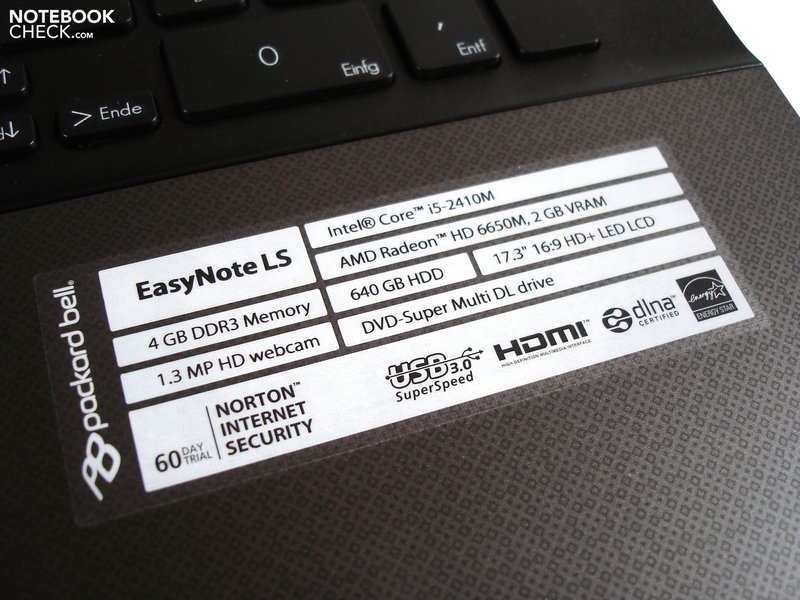 NOTEBOOK
CHECK.com
0
Einfg
,
Entf
↑
↓
> Ende
packard bell®
EasyNote LS
4 GB DDR3 Memory
1.3 MP HD webcam
Intel® Core™ i5-2410M
AMD Radeon™ HD 6650M, 2 GB VRAM
640 GB HDD
17.3" 16:9 HD+ LED LCD
DVD-Super Multi DL drive
60 DAY TRIAL
NORTON™
INTERNET
SECURITY
USB 3.0
SuperSpeed
HDMI™
HIGH-DEFINITION MULTIMEDIA INTERFACE
dlna™
CERTIFIED
energy
ENERGY STAR